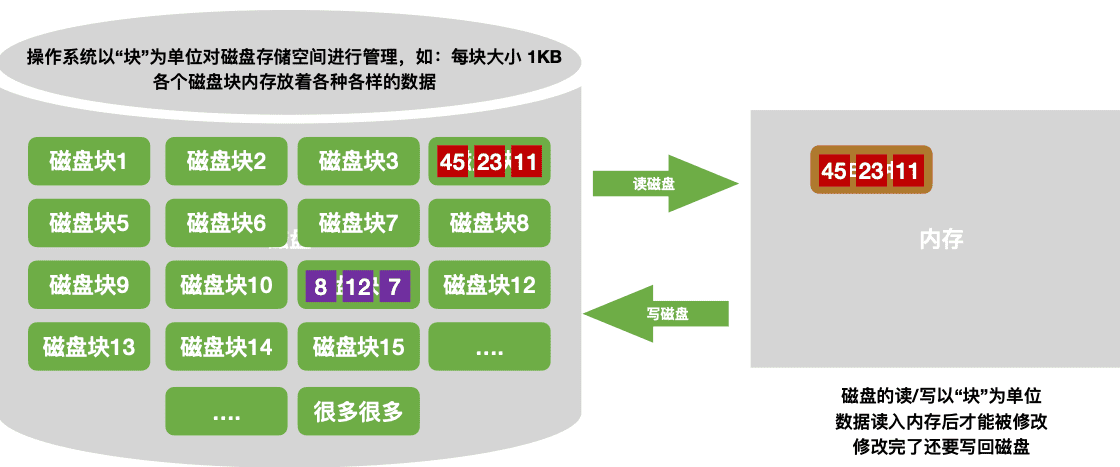 操作系统以“块”为单位对磁盘存储空间进行管理，如：每块大小 1KB
各个磁盘块内存放着各种各样的数据
磁盘块1 磁盘块2 磁盘块3 45 23 11
磁盘块5 磁盘块6 磁盘块7 磁盘块8
磁盘块9 磁盘块10 8 12 7 磁盘块12
磁盘块13 磁盘块14 磁盘块15 ....
.... 很多很多
读磁盘
写磁盘
45 23 11
内存
磁盘的读/写以“块”为单位
数据读入内存后才能被修改
修改完了还要写回磁盘